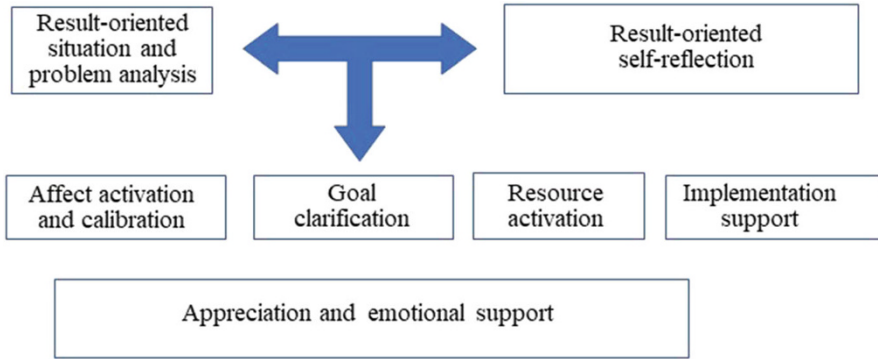 Result-oriented
situation and
problem analysis
Result-oriented
self-reflection
Affect activation
and calibration
Goal
clarification
Resource
activation
Implementation
support
Appreciation and emotional support